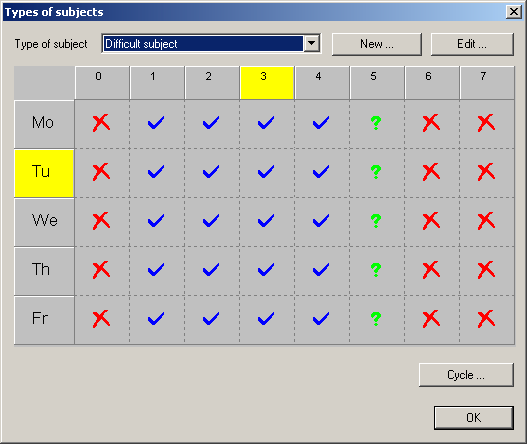 Types of subjects
Type of subject Difficult subject New ... Edit ...
0 1 2 3 4 5 6 7
Mo ?
Tu ?
We ?
Th ?
Fr ?
Cycle ...
OK